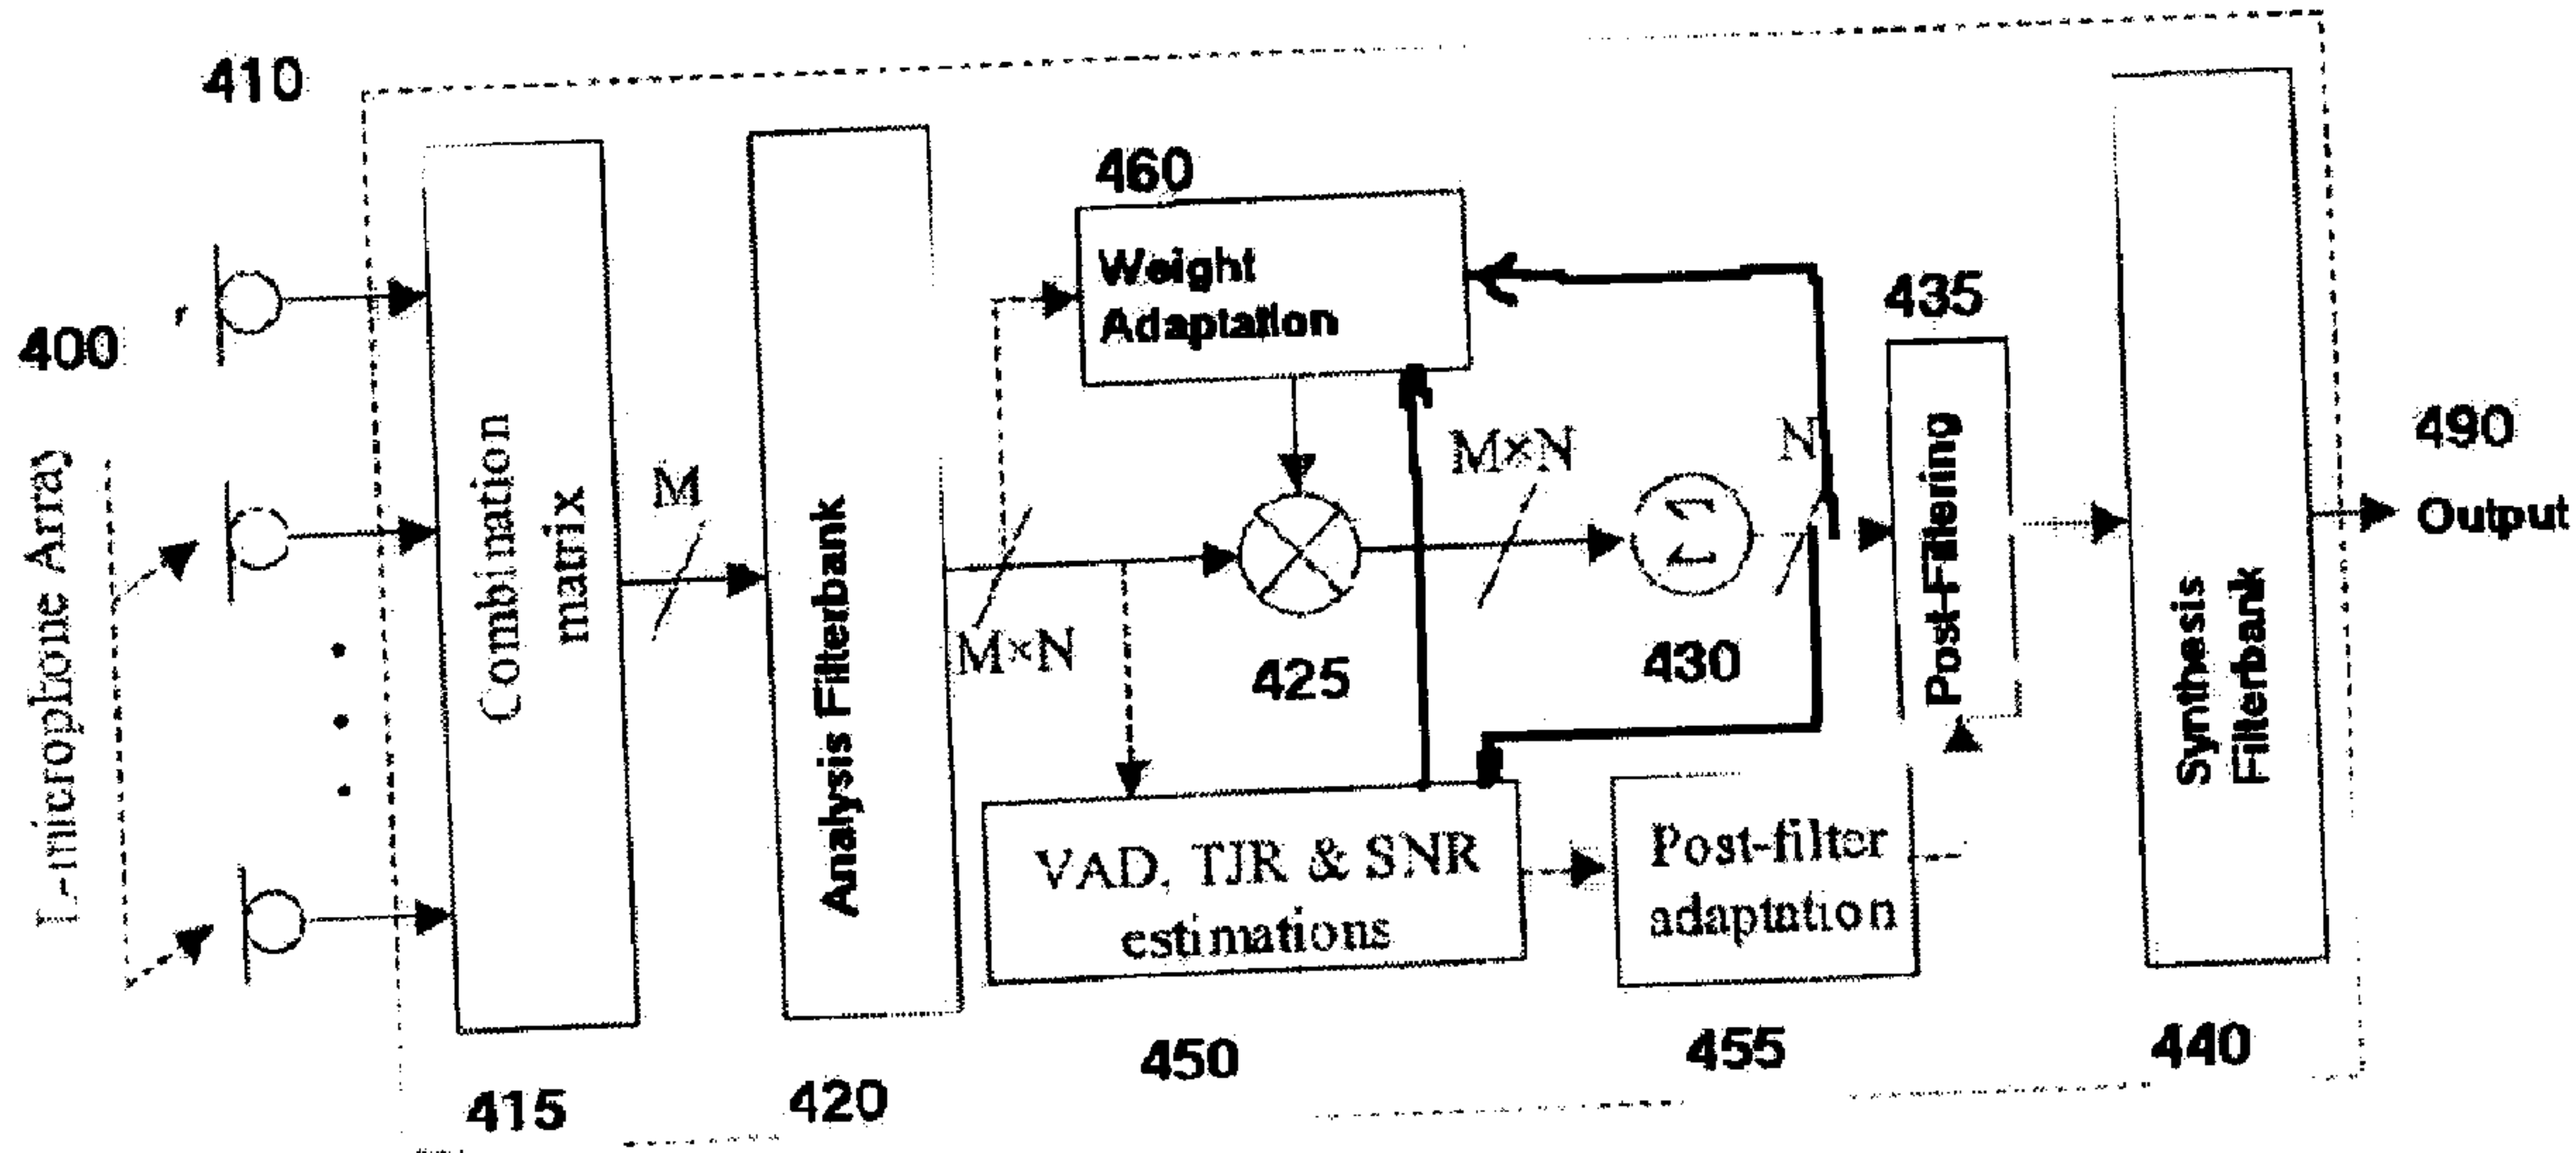 410
400
L-microphone Array
Combination
matrix
415
M
Analysis Filterbank
420
M×N
460
Weight
Adaptation
425
M×N
430
N
435
Post-Filtering
VAD, TJR & SNR
estimations
450
Post-filter
adaptation
455
Synthesis
Filterbank
440
490
Output